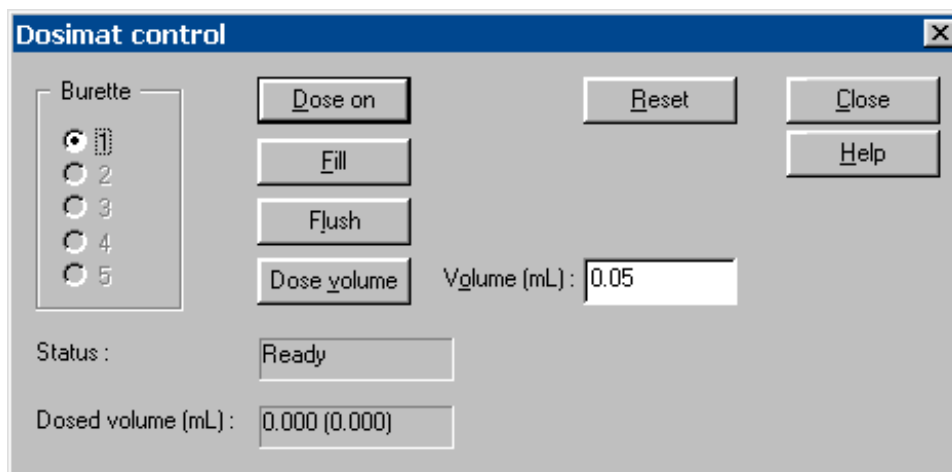 Dosimat control
Burette
1
2
3
4
5
Dose on
Fill
Flush
Dose volume
Reset
Close
Help
Volume (mL) : 0.05
Status : Ready
Dosed volume (mL) : 0.000 (0.000)